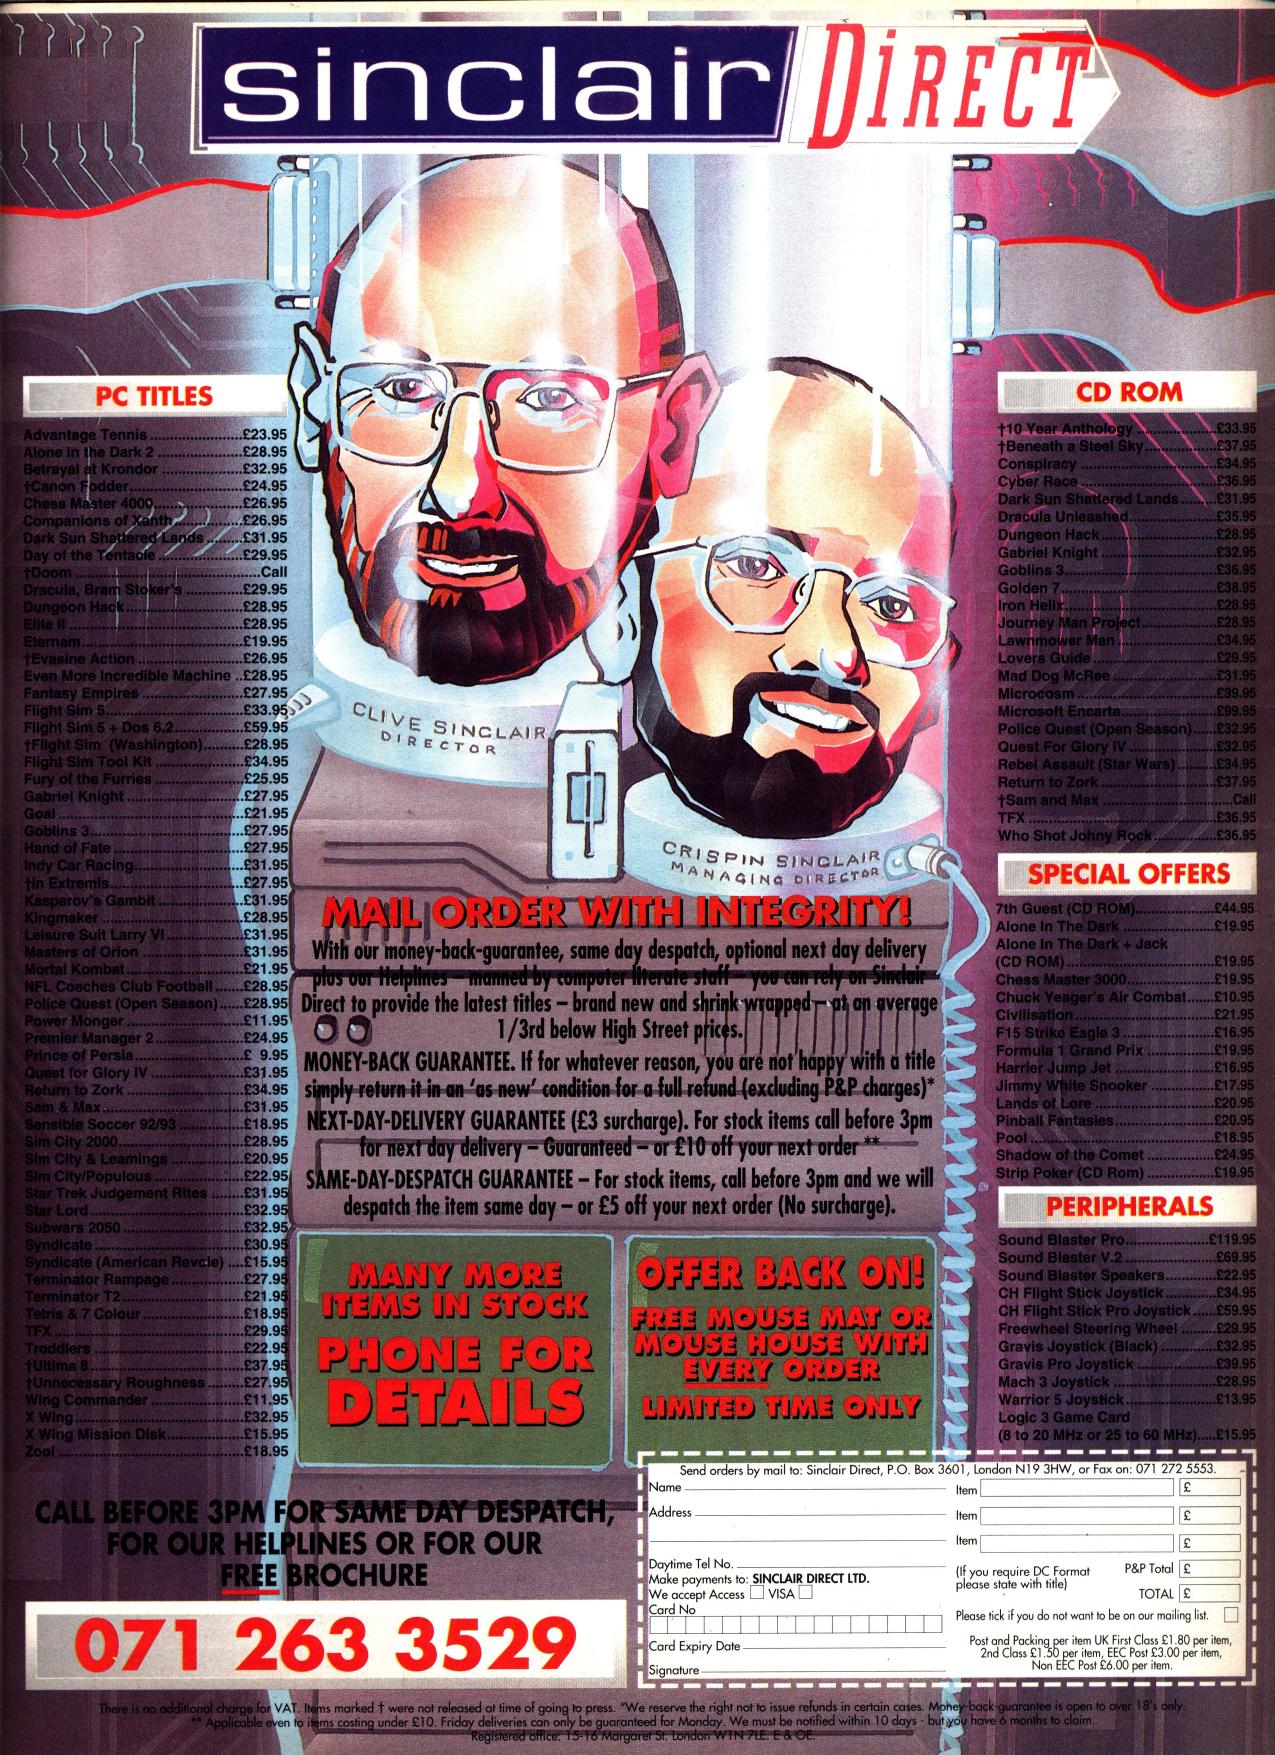 sinclair DiRECT
CLIVE SINCLAIR
DIRECTOR
CRISPIN SINCLAIR
MANAGING DIRECTOR
PC TITLES
Advantage Tennis £23.95
Alone in the Dark 2 £28.95
Betrayal at Krondor £32.95
†Canon Fodder £24.95
Chess Master 4000 £26.95
Companions of Xanth £26.95
Dark Sun Shattered Lands £31.95
Day of the Tentacle £29.95
†Doom Call
Dracula, Bram Stoker's £29.95
Dungeon Hack £28.95
Elite II £28.95
Eternam £19.95
†Evasine Action £26.95
Even More Incredible Machine £28.95
Fantasy Empires £27.95
Flight Sim 5 £33.95
Flight Sim 5 + Dos 6.2 £59.95
†Flight Sim (Washington) £28.95
Flight Sim Tool Kit £34.95
Fury of the Furries £25.95
Gabriel Knight £27.95
Goal £21.95
Goblins 3 £27.95
Hand of Fate £27.95
Indy Car Racing £31.95
†In Extremis £27.95
Kasparov's Gambit £31.95
Kingmaker £28.95
Leisure Suit Larry VI £31.95
Masters of Orion £31.95
Mortal Kombat £21.95
NFL Coaches Club Football £28.95
Police Quest (Open Season) £28.95
Power Monger £11.95
Premier Manager 2 £24.95
Prince of Persia £ 9.95
Quest for Glory IV £31.95
Return to Zork £34.95
Sam & Max £31.95
Sensible Soccer 92/93 £18.95
Sim City 2000 £28.95
Sim City & Leamings £20.95
Sim City/Populous £22.95
Star Trek Judgement Rites £31.95
Star Lord £32.95
Subwars 2050 £32.95
Syndicate £30.95
Syndicate (American Revcle) £15.95
Terminator Rampage £27.95
Terminator T2 £21.95
Tetris & 7 Colour £18.95
TFX £29.95
Troddlers £22.95
†Ultima 8 £37.95
†Unnecessary Roughness £27.95
Wing Commander £11.95
X Wing £32.95
X Wing Mission Disk £15.95
Zool £18.95
MAIL ORDER WITH INTEGRITY!
With our money-back-guarantee, same day despatch, optional next day delivery
plus our Helplines – manned by computer literate staff – you can rely on Sinclair
Direct to provide the latest titles – brand new and shrink wrapped – at an average
1/3rd below High Street prices.
MONEY-BACK GUARANTEE. If for whatever reason, you are not happy with a title
simply return it in an 'as new' condition for a full refund (excluding P&P charges)*
NEXT-DAY-DELIVERY GUARANTEE (£3 surcharge). For stock items call before 3pm
for next day delivery – Guaranteed – or £10 off your next order **
SAME-DAY-DESPATCH GUARANTEE – For stock items, call before 3pm and we will
despatch the item same day – or £5 off your next order (No surcharge).
MANY MORE
ITEMS IN STOCK
PHONE FOR
DETAILS
OFFER BACK ON!
FREE MOUSE MAT OR
MOUSE HOUSE WITH
EVERY ORDER
LIMITED TIME ONLY
CD ROM
†10 Year Anthology £33.95
†Beneath a Steel Sky £37.95
Conspiracy £34.95
Cyber Race £36.95
Dark Sun Shattered Lands £31.95
Dracula Unleashed £35.95
Dungeon Hack £28.95
Gabriel Knight £32.95
Goblins 3 £36.95
Golden 7 £38.95
Iron Helix £28.95
Journey Man Project £28.95
Lawnmower Man £34.95
Lovers Guide £29.95
Mad Dog McRee £31.95
Microcosm £39.95
Microsoft Encarta £99.95
Police Quest (Open Season) £32.95
Quest For Glory IV £32.95
Rebel Assault (Star Wars) £34.95
Return to Zork £37.95
†Sam and Max Call
TFX £36.95
Who Shot Johny Rock £36.95
SPECIAL OFFERS
7th Guest (CD ROM) £44.95
Alone In The Dark £19.95
Alone In The Dark + Jack
(CD ROM) £19.95
Chess Master 3000 £19.95
Chuck Yeager's Air Combat £10.95
Civilisation £21.95
F15 Strike Eagle 3 £16.95
Formula 1 Grand Prix £19.95
Harrier Jump Jet £16.95
Jimmy White Snooker £17.95
Lands of Lore £20.95
Pinball Fantasies £20.95
Pool £18.95
Shadow of the Comet £24.95
Strip Poker (CD Rom) £19.95
PERIPHERALS
Sound Blaster Pro £119.95
Sound Blaster V.2 £69.95
Sound Blaster Speakers £22.95
CH Flight Stick Joystick £34.95
CH Flight Stick Pro Joystick £59.95
Freewheel Steering Wheel £29.95
Gravis Joystick (Black) £32.95
Gravis Pro Joystick £39.95
Mach 3 Joystick £28.95
Warrior 5 Joystick £13.95
Logic 3 Game Card
(8 to 20 MHz or 25 to 60 MHz) £15.95
CALL BEFORE 3PM FOR SAME DAY DESPATCH,
FOR OUR HELPLINES OR FOR OUR
FREE BROCHURE
071 263 3529
Send orders by mail to: Sinclair Direct, P.O. Box 3601, London N19 3HW, or Fax on: 071 272 5553.
Name
Address
Daytime Tel No.
Make payments to: SINCLAIR DIRECT LTD.
We accept Access VISA
Card No
Card Expiry Date
Signature
Item £
Item £
Item £
(If you require DC Format P&P Total £
please state with title)
TOTAL £
Please tick if you do not want to be on our mailing list.
Post and Packing per item UK First Class £1.80 per item,
2nd Class £1.50 per item, EEC Post £3.00 per item,
Non EEC Post £6.00 per item.
There is no additional charge for VAT. Items marked † were not released at time of going to press. "We reserve the right not to issue refunds in certain cases. Money-back-guarantee is open to over 18's only.
** Applicable even to items costing under £10. Friday deliveries can only be guaranteed for Monday. We must be notified within 10 days - but you have 6 months to claim.
Registered office: 15-16 Margaret St. London W1N 7LE. E & OE.